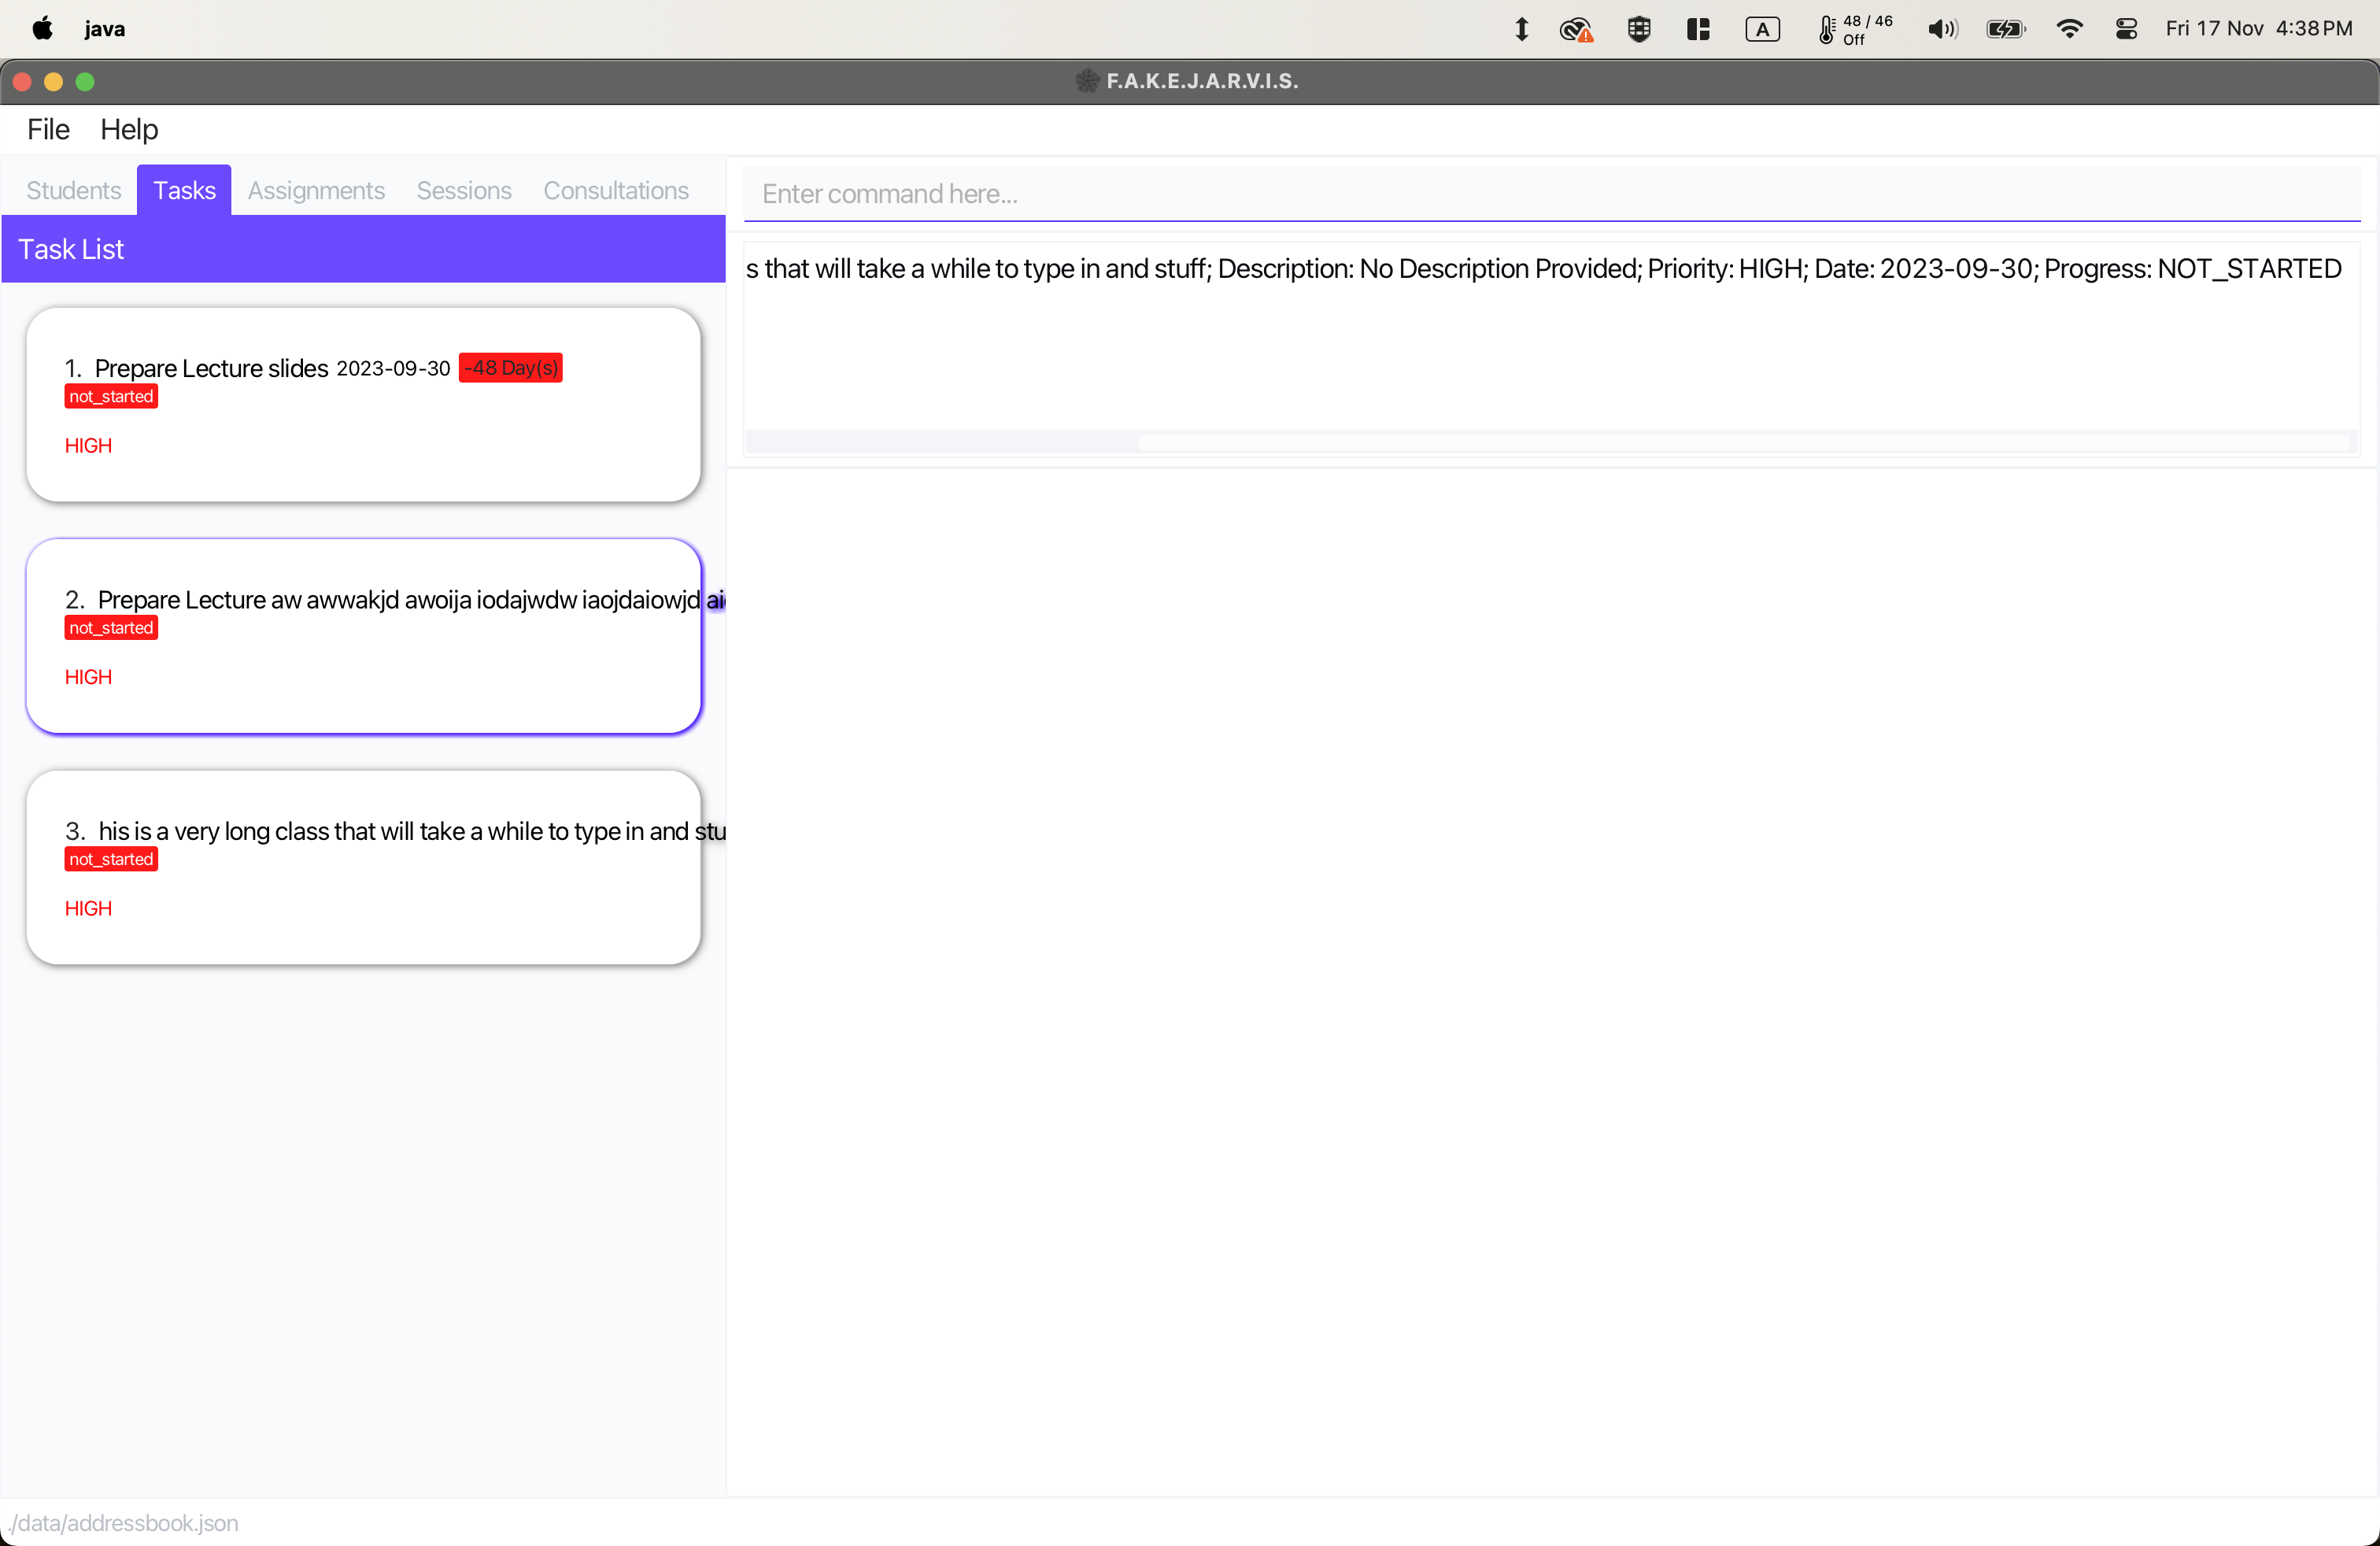 java
A
48 / 46
Off
Fri 17 Nov 4:38 PM
F.A.K.E.J.A.R.V.I.S.
File Help
Students Tasks Assignments Sessions Consultations
Enter command here...
Task List
s that will take a while to type in and stuff; Description: No Description Provided; Priority: HIGH; Date: 2023-09-30; Progress: NOT_STARTED
1. Prepare Lecture slides 2023-09-30 -48 Day(s)
not_started
HIGH
2. Prepare Lecture aw awwakjd awoija iodajwdw iaojdaiowjd
not_started
HIGH
3. his is a very long class that will take a while to type in and stu
not_started
HIGH
./data/addressbook.json